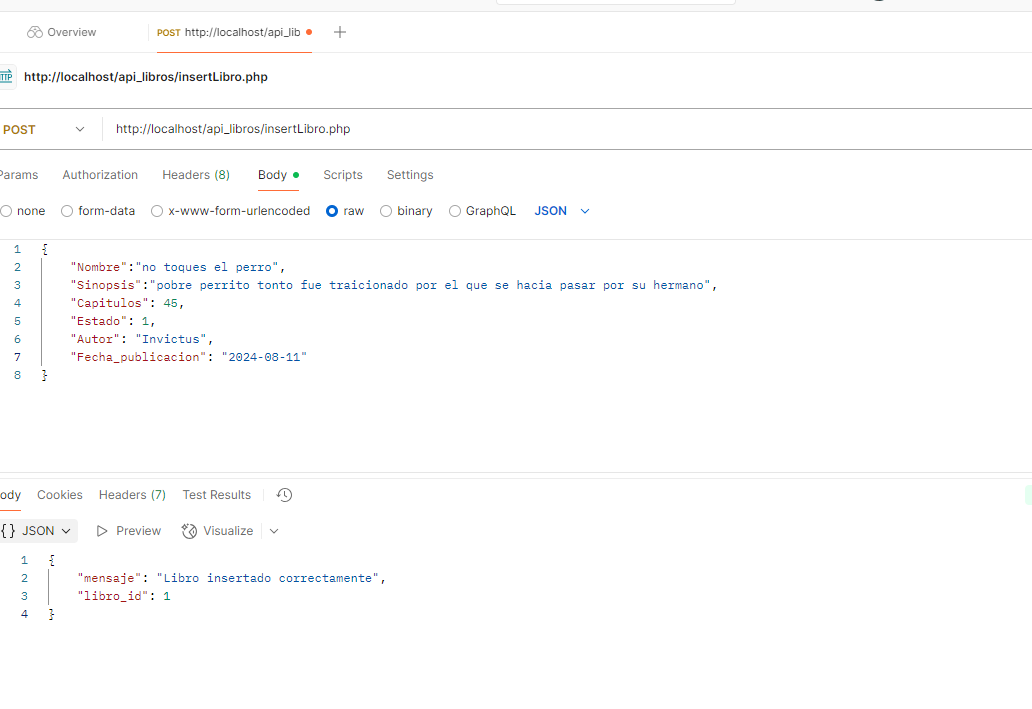 Overview POST http://localhost/api_lib
HTTP http://localhost/api_libros/insertLibro.php
POST http://localhost/api_libros/insertLibro.php
Params Authorization Headers (8) Body Scripts Settings
none form-data x-www-form-urlencoded raw binary GraphQL JSON
1 {
2 "Nombre":"no toques el perro",
3 "Sinopsis":"pobre perrito tonto fue traicionado por el que se hacia pasar por su hermano",
4 "Capitulos": 45,
5 "Estado": 1,
6 "Autor": "Invictus",
7 "Fecha_publicacion": "2024-08-11"
8 }
ody Cookies Headers (7) Test Results
{} JSON Preview Visualize
1 {
2 "mensaje": "Libro insertado correctamente",
3 "libro_id": 1
4 }